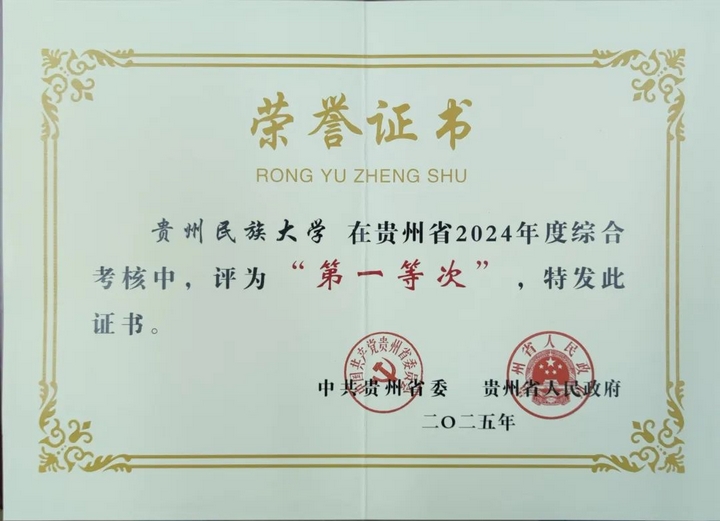 荣誉证书
RONG YU ZHENG SHU
贵州民族大学 在贵州省2024年度综合
考核中，评为“第一等次”，特发此
证书。
中共贵州省委 贵州省人民政府
二〇二五年